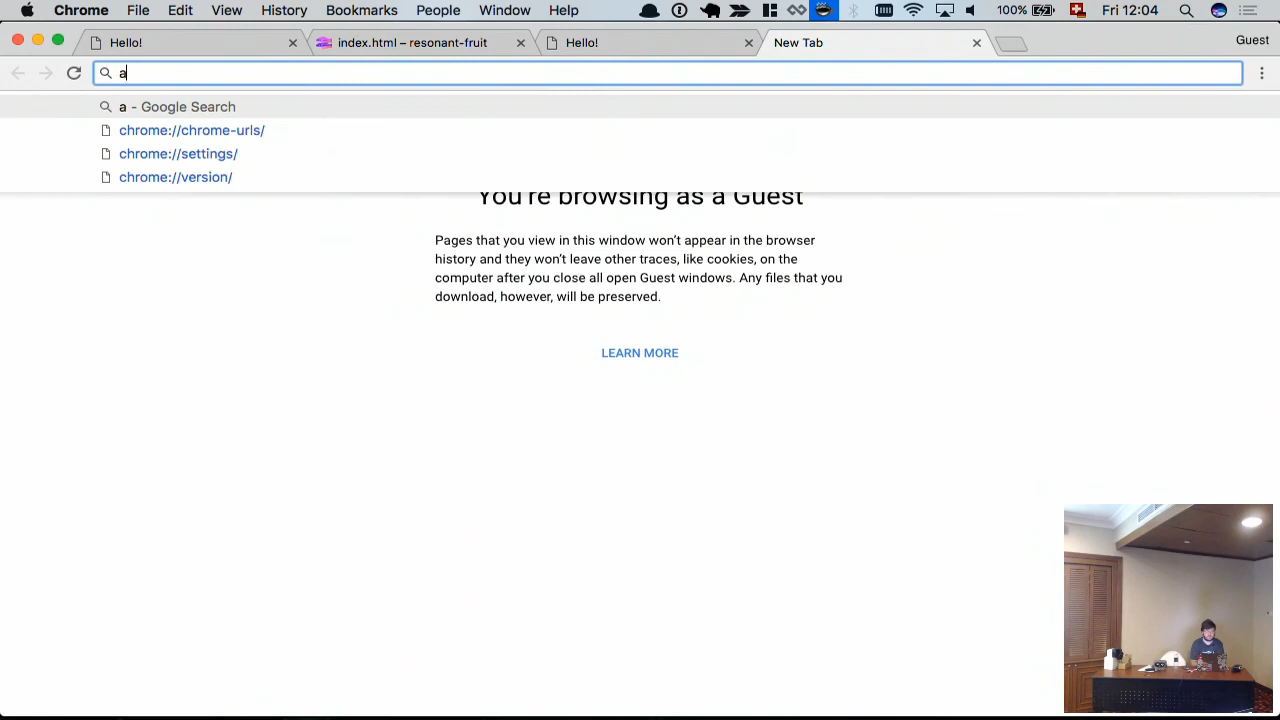 Chrome File Edit View History Bookmarks People Window Help 100% Fri 12:04
Hello! index.html – resonant-fruit Hello! New Tab Guest
a
a - Google Search
chrome://chrome-urls/
chrome://settings/
chrome://version/
You're browsing as a Guest
Pages that you view in this window won't appear in the browser
history and they won't leave other traces, like cookies, on the
computer after you close all open Guest windows. Any files that you
download, however, will be preserved.
LEARN MORE